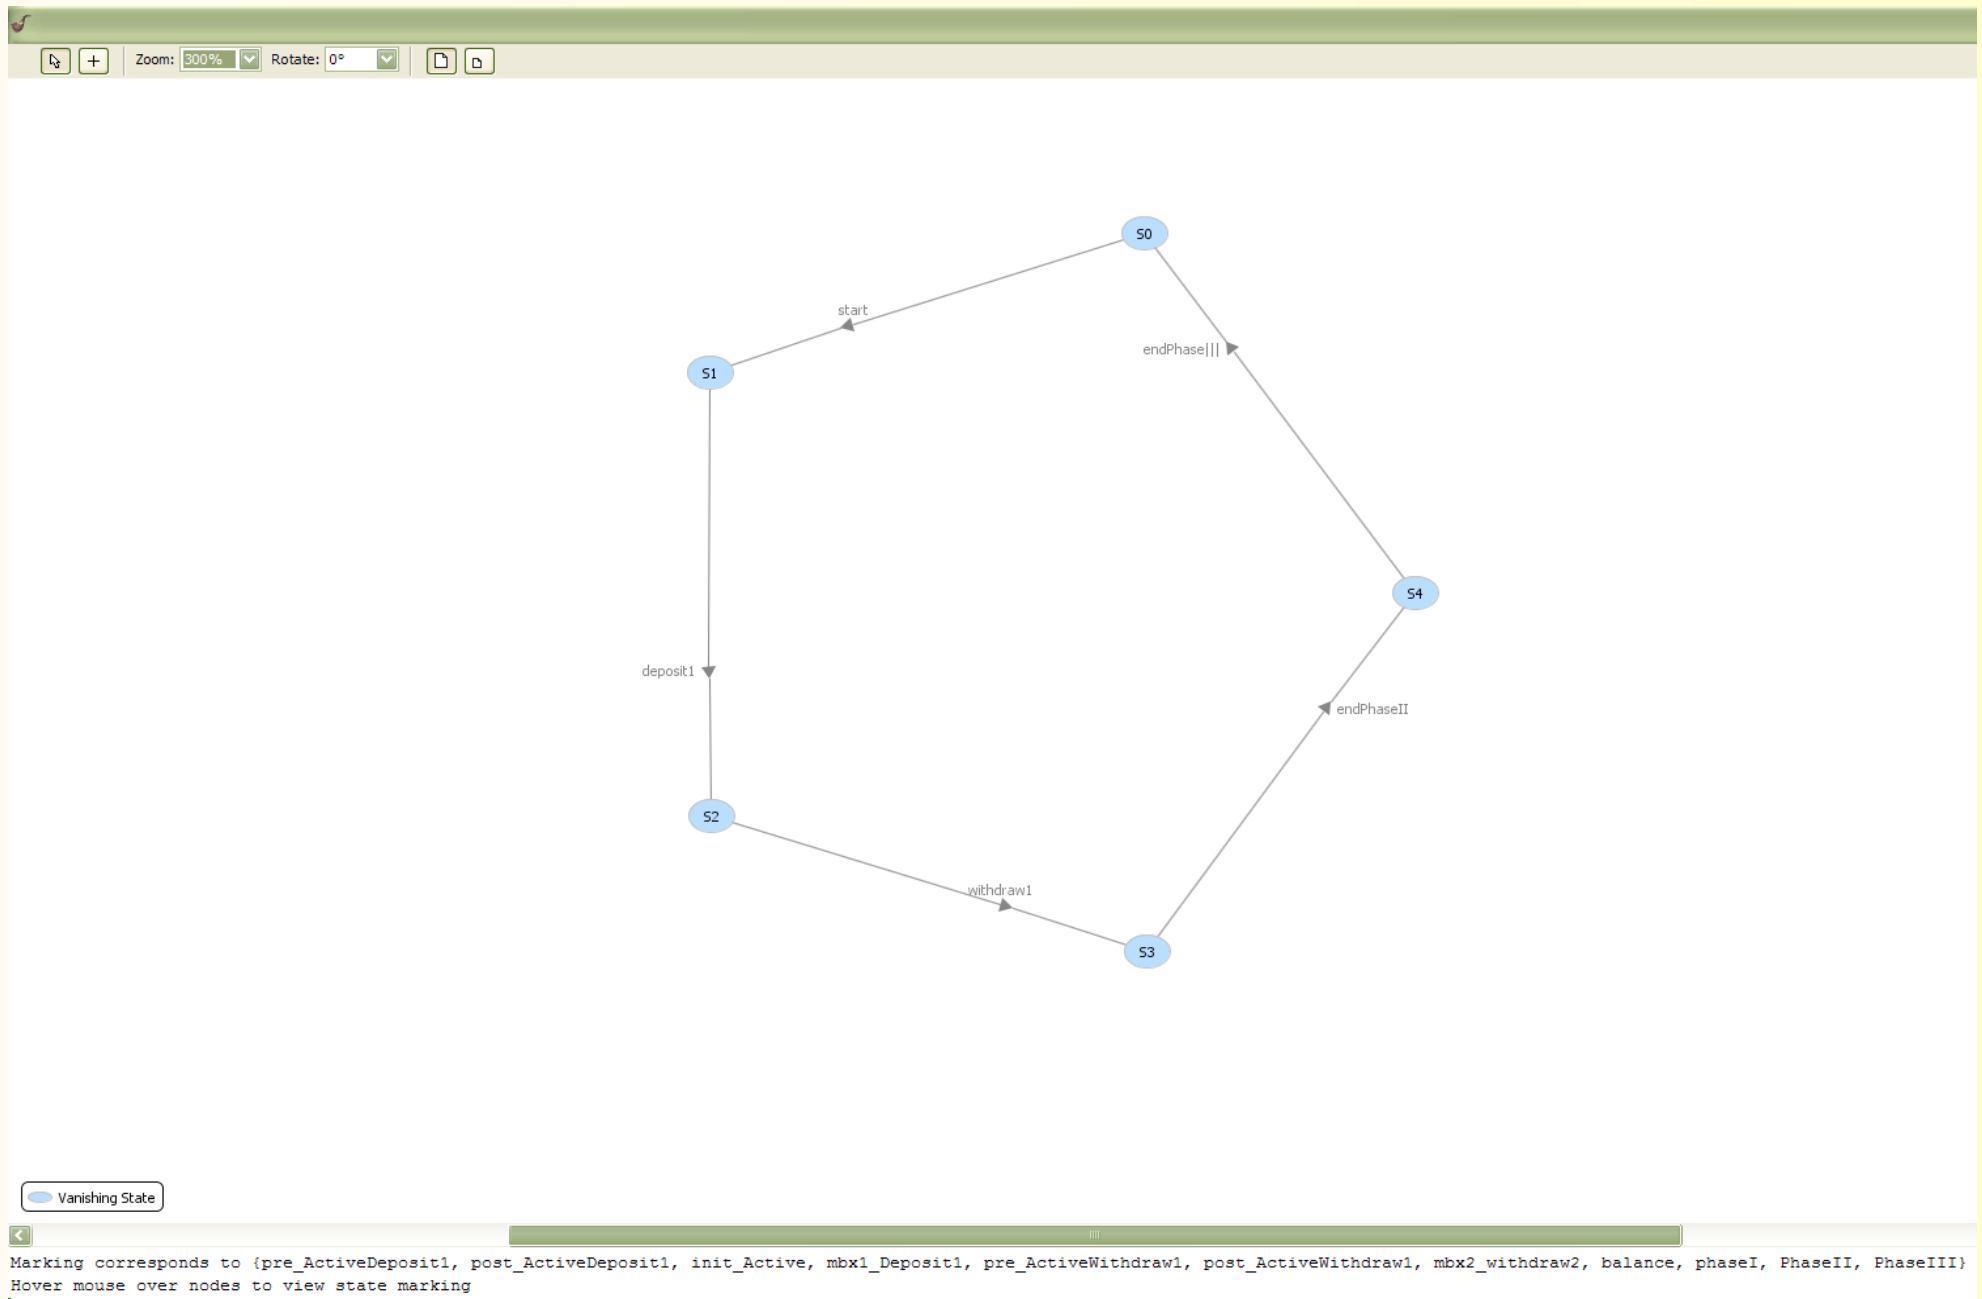 Zoom: 300% Rotate: 0°
S0
start
endPhase|||
S1
S4
deposit1
endPhaseII
S2
withdraw1
S3
Vanishing State
Marking corresponds to {pre_ActiveDeposit1, post_ActiveDeposit1, init_Active, mbx1_Deposit1, pre_ActiveWithdraw1, post_ActiveWithdraw1, mbx2_withdraw2, balance, phaseI, PhaseII, PhaseIII}
Hover mouse over nodes to view state marking